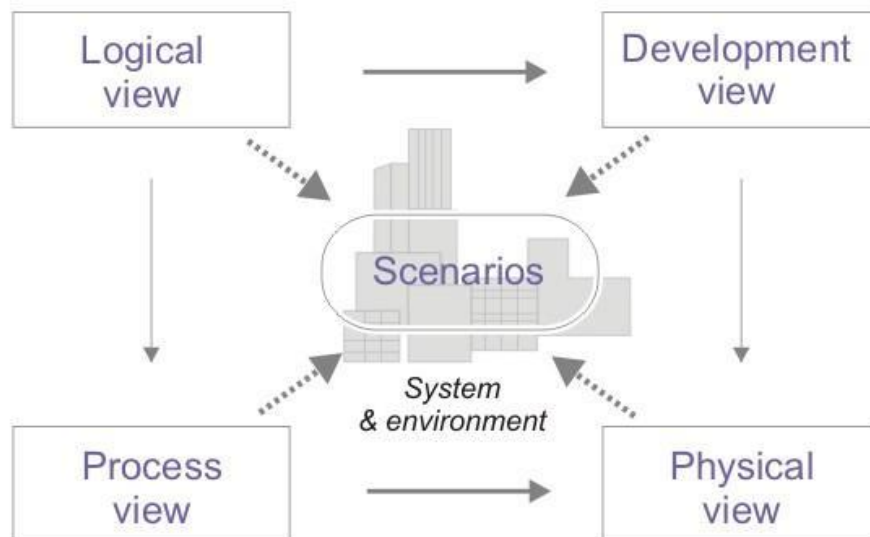 Logical
view
Development
view
Scenarios
System
& environment
Process
view
Physical
view